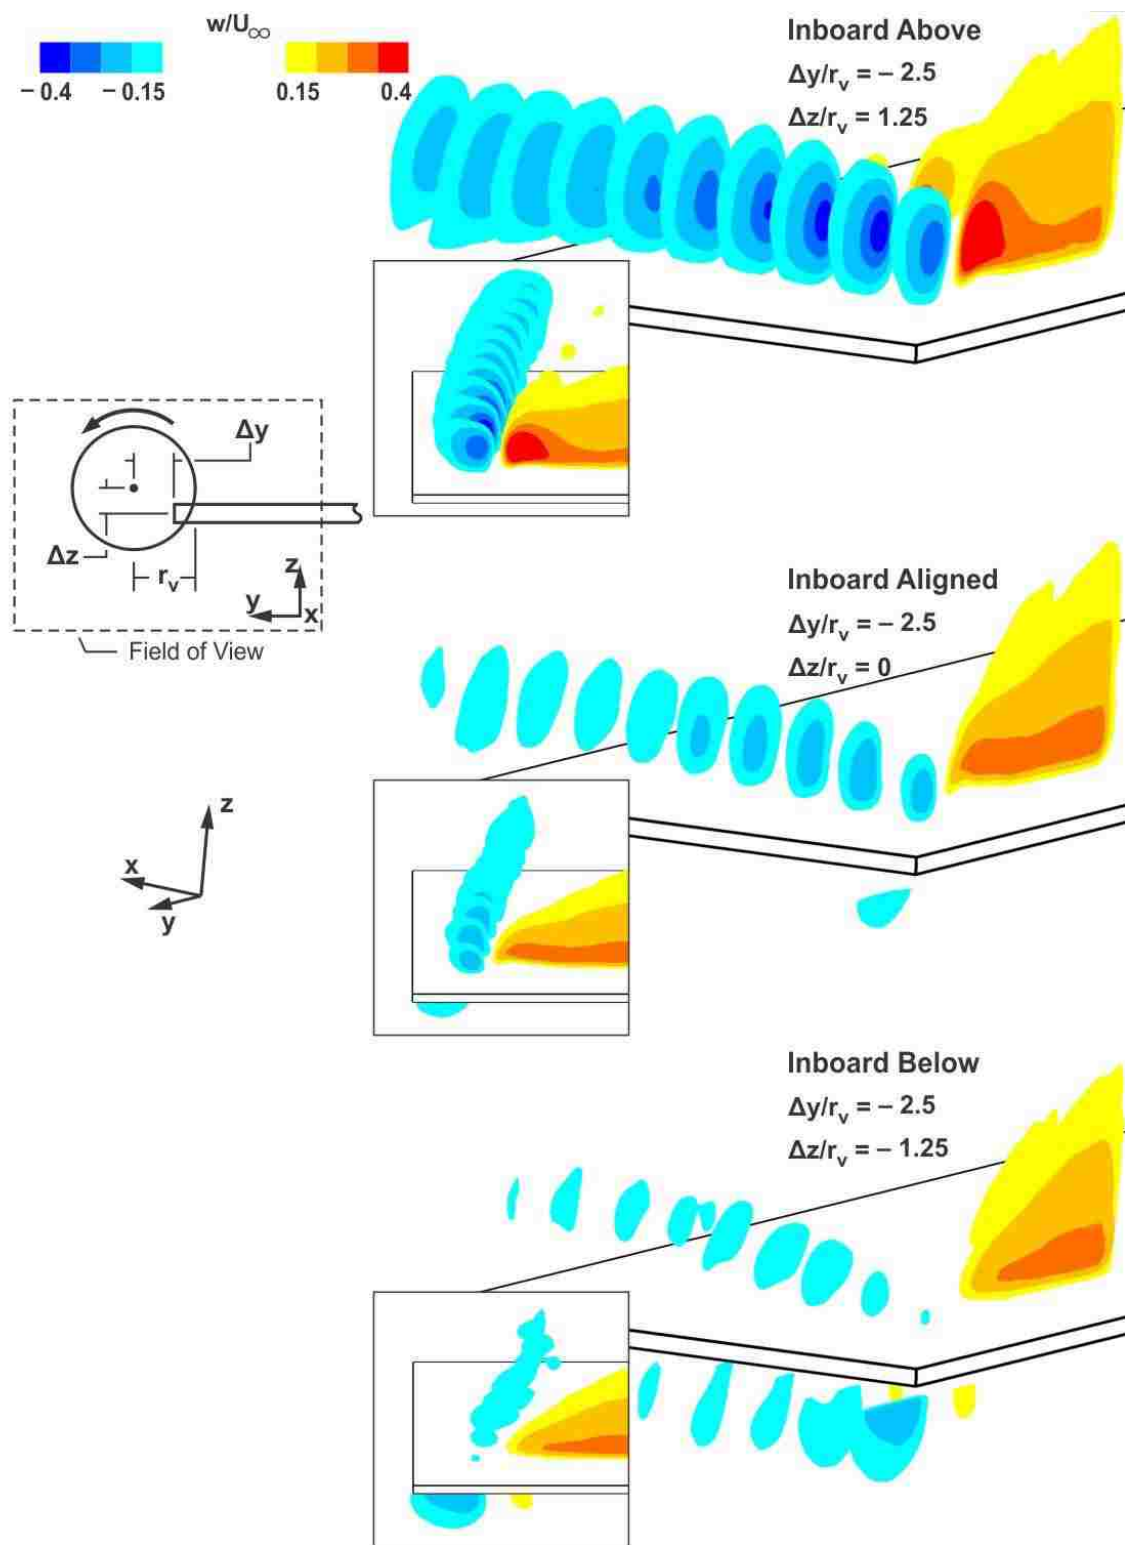 w/U∞
− 0.4
− 0.15
0.15
0.4
Inboard Above
Δy/rᵥ = − 2.5
Δz/rᵥ = 1.25
Δy
Δz
rᵥ
z
y
x
Field of View
Inboard Aligned
Δy/rᵥ = − 2.5
Δz/rᵥ = 0
z
x
y
Inboard Below
Δy/rᵥ = − 2.5
Δz/rᵥ = − 1.25